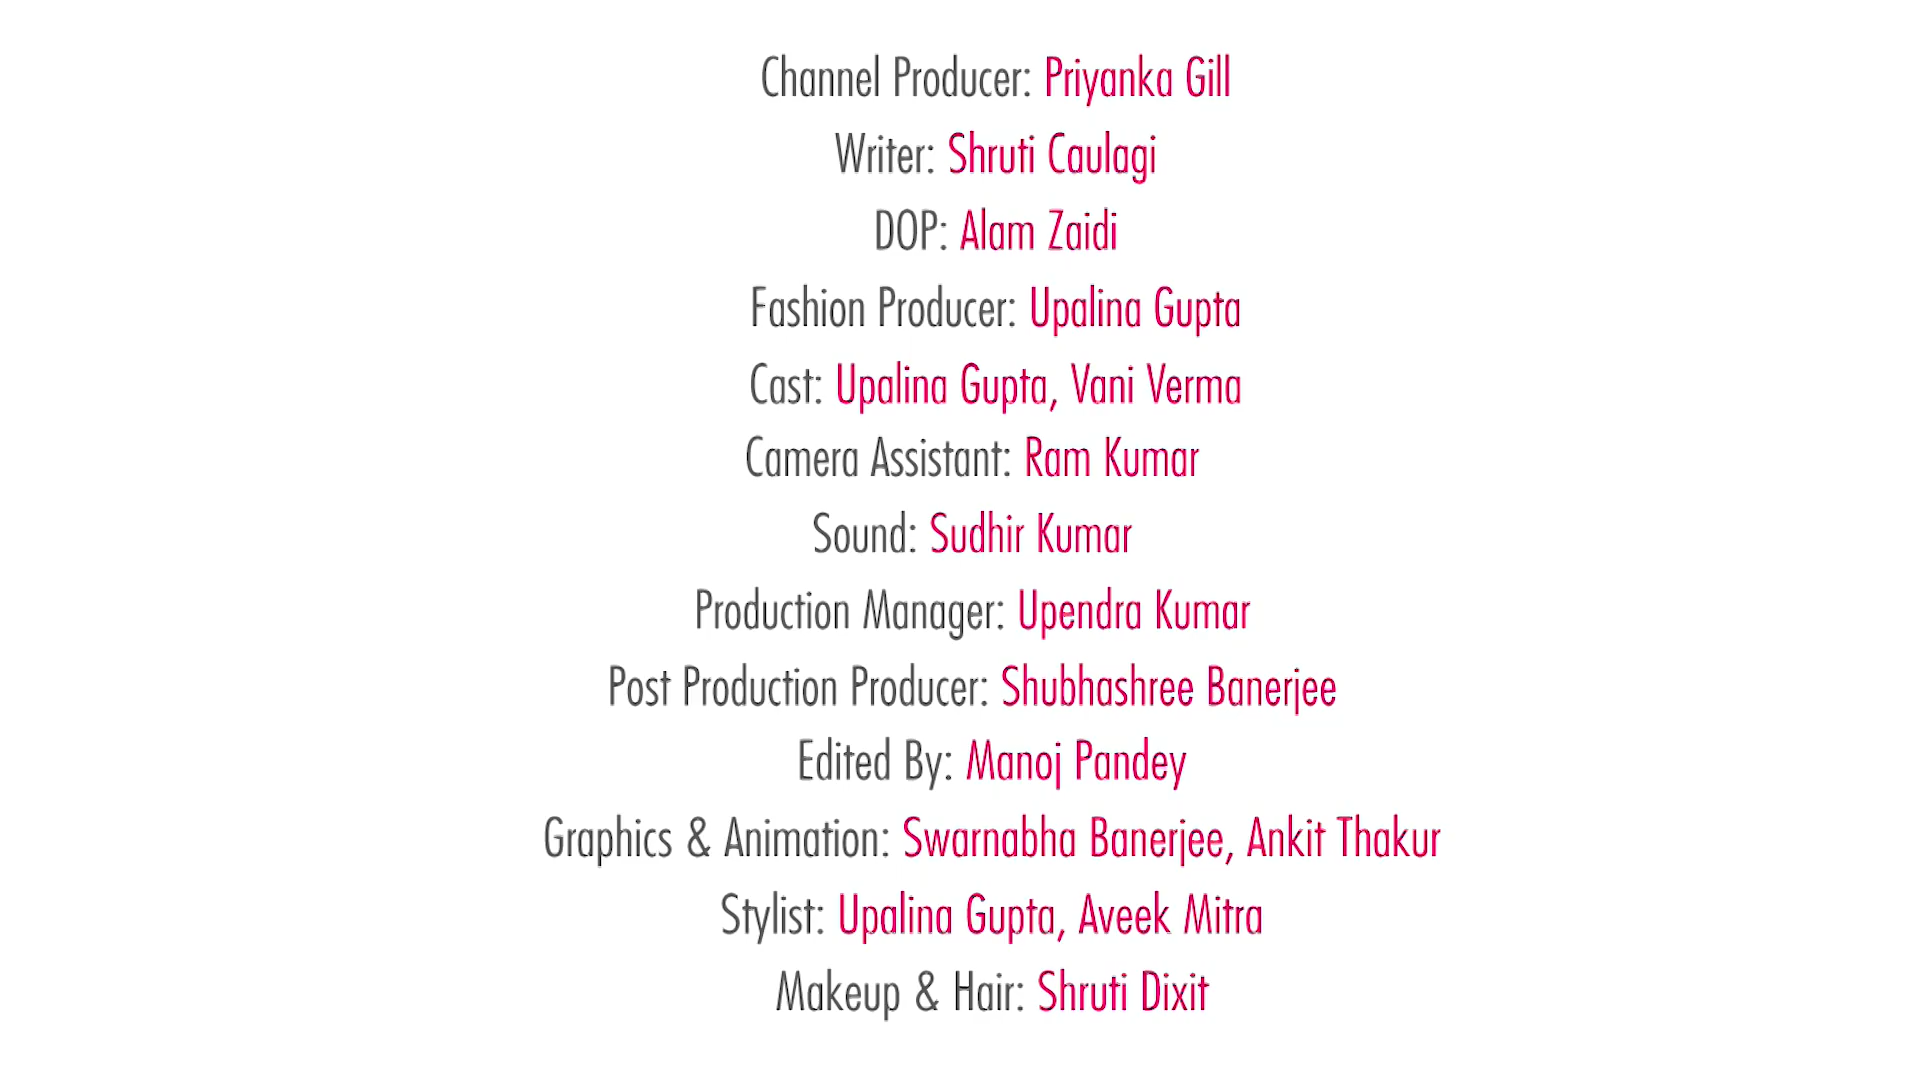 Channel Producer: Priyanka Gill
Writer: Shruti Caulagi
DOP: Alam Zaidi
Fashion Producer: Upalina Gupta
Cast: Upalina Gupta, Vani Verma
Camera Assistant: Ram Kumar
Sound: Sudhir Kumar
Production Manager: Upendra Kumar
Post Production Producer: Shubhashree Banerjee
Edited By: Manoj Pandey
Graphics & Animation: Swarnabha Banerjee, Ankit Thakur
Stylist: Upalina Gupta, Aveek Mitra
Makeup & Hair: Shruti Dixit